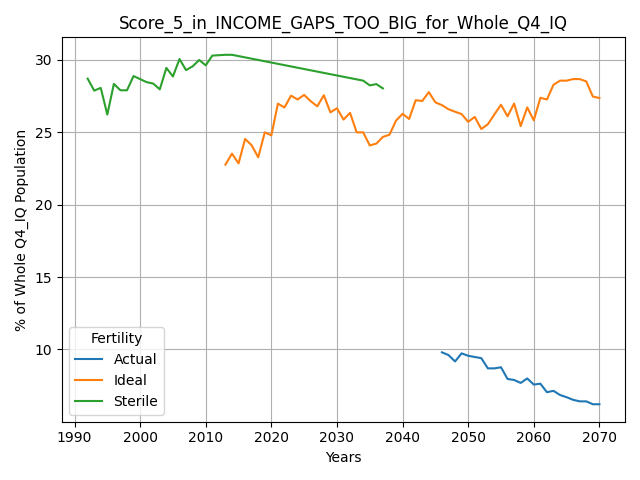 Score_5_in_INCOME_GAPS_TOO_BIG_for_Whole_Q4_IQ
% of Whole Q4_IQ Population
30
25
20
15
10
Fertility
Actual
Ideal
Sterile
1990 2000 2010 2020 2030 2040 2050 2060 2070
Years